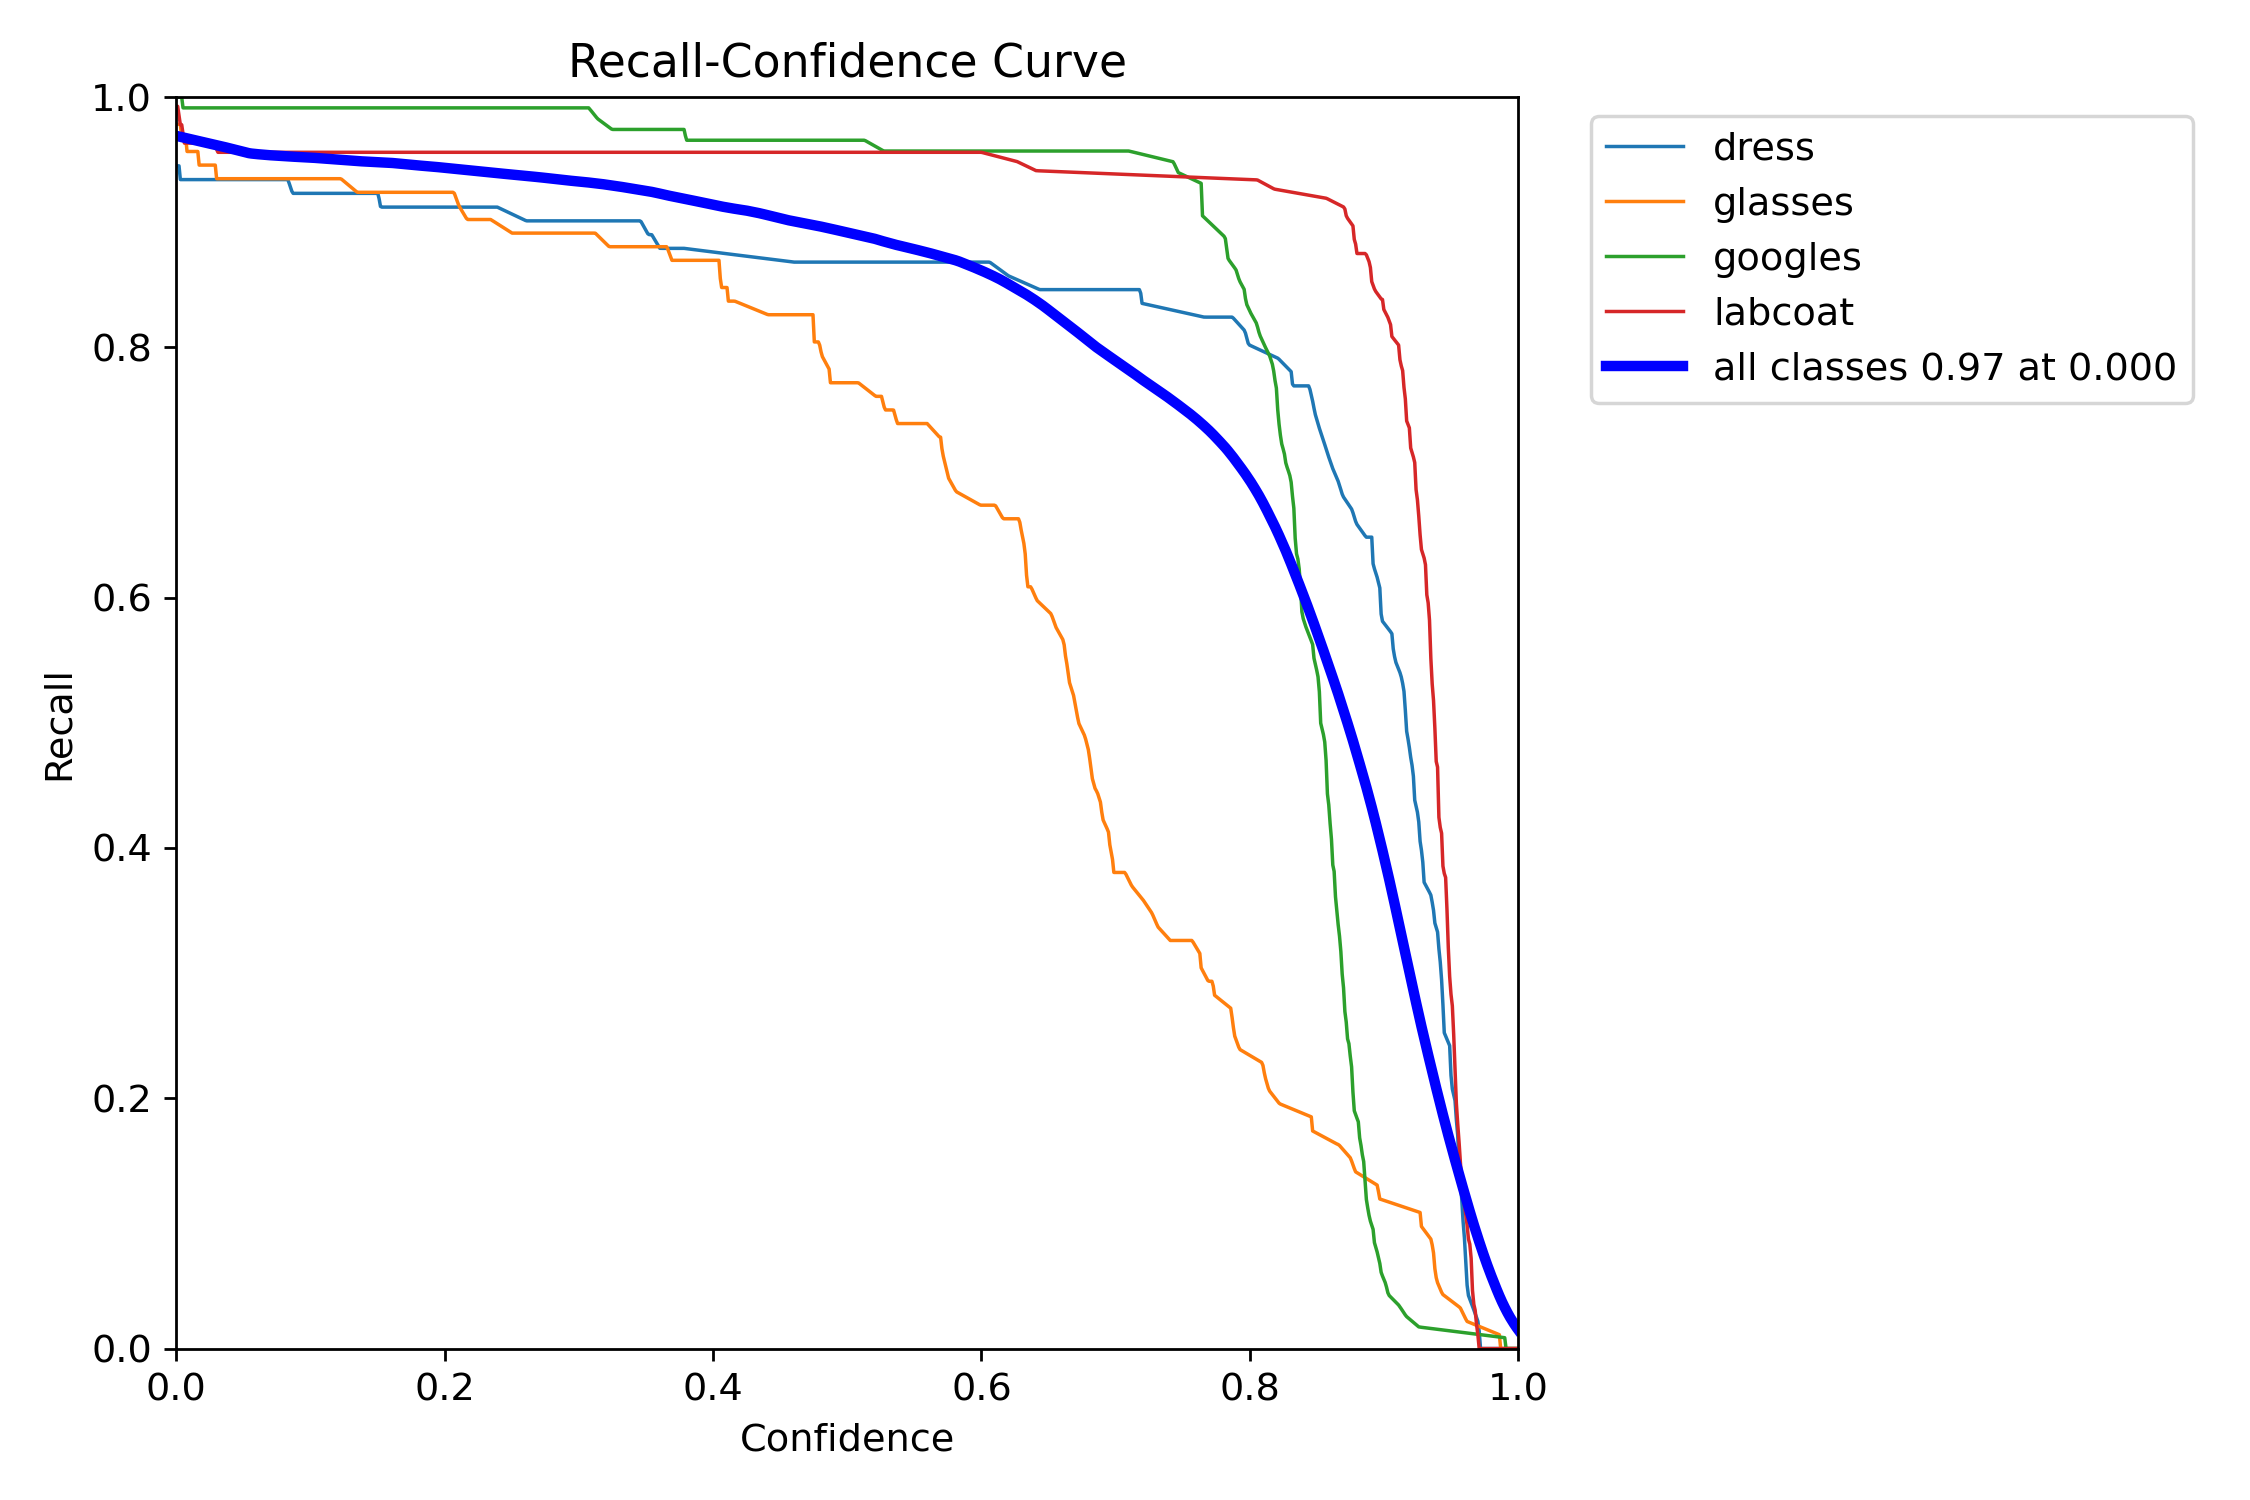 Recall-Confidence Curve
1.0
0.8
0.6
0.4
0.2
0.0
Recall
0.0 0.2 0.4 0.6 0.8 1.0
Confidence
dress
glasses
googles
labcoat
all classes 0.97 at 0.000